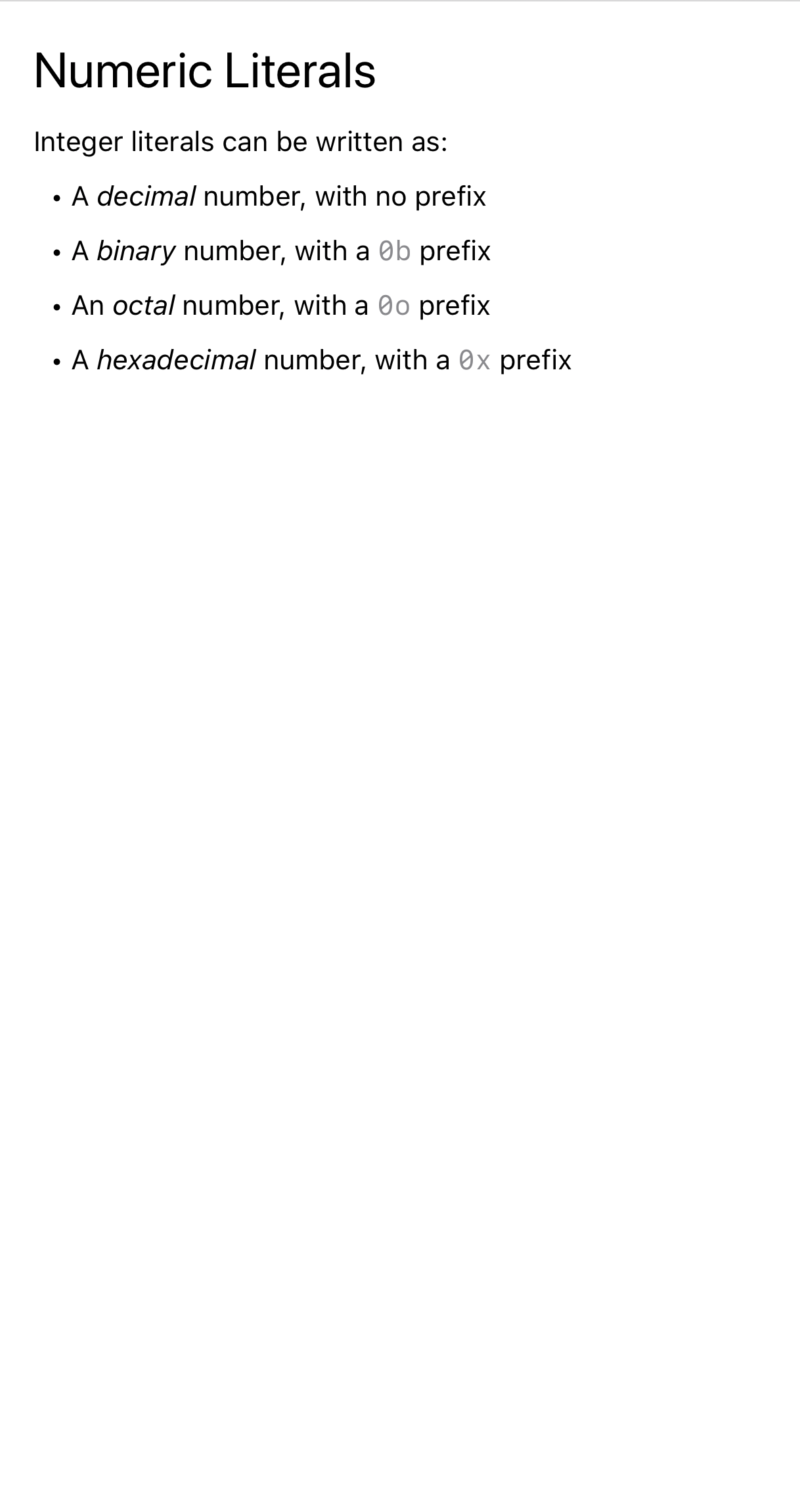 Numeric Literals
Integer literals can be written as:
• A decimal number, with no prefix
• A binary number, with a 0b prefix
• An octal number, with a 0o prefix
• A hexadecimal number, with a 0x prefix